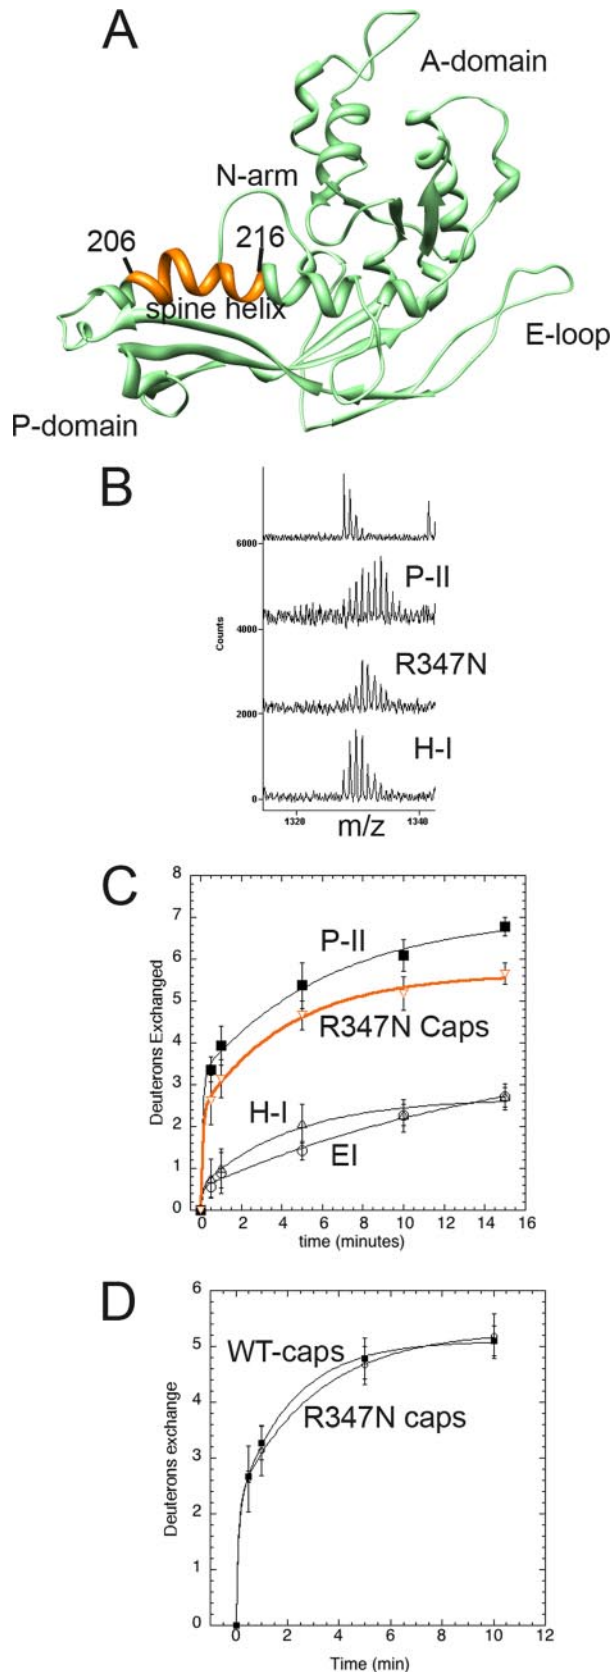 A
A-domain
N-arm
206
216
spine helix
E-loop
P-domain
B
6000
P-II
4000
Counts
R347N
2000
H-I
0
1320
m/z
1340
C
8
7
6
5
4
3
2
1
0
Deuterons Exchanged
P-II
R347N Caps
H-I
EI
0 2 4 6 8 10 12 14 16
time (minutes)
D
6
5
4
3
2
1
0
Deuterons exchange
WT-caps
R347N caps
0 2 4 6 8 10 12
Time (min)